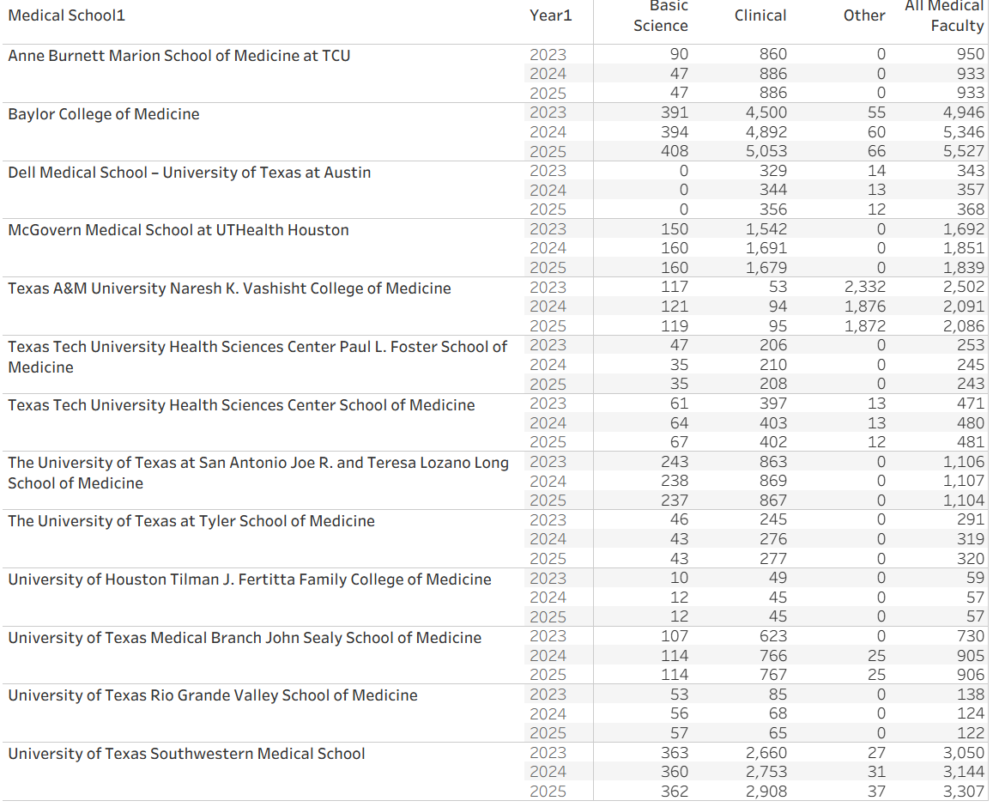 Medical School1 Year1 Basic Science Clinical Other All Medical Faculty
Anne Burnett Marion School of Medicine at TCU 2023 90 860 0 950
2024 47 886 0 933
2025 47 886 0 933
Baylor College of Medicine 2023 391 4,500 55 4,946
2024 394 4,892 60 5,346
2025 408 5,053 66 5,527
Dell Medical School – University of Texas at Austin 2023 0 329 14 343
2024 0 344 13 357
2025 0 356 12 368
McGovern Medical School at UTHealth Houston 2023 150 1,542 0 1,692
2024 160 1,691 0 1,851
2025 160 1,679 0 1,839
Texas A&M University Naresh K. Vashisht College of Medicine 2023 117 53 2,332 2,502
2024 121 94 1,876 2,091
2025 119 95 1,872 2,086
Texas Tech University Health Sciences Center Paul L. Foster School of 2023 47 206 0 253
Medicine 2024 35 210 0 245
2025 35 208 0 243
Texas Tech University Health Sciences Center School of Medicine 2023 61 397 13 471
2024 64 403 13 480
2025 67 402 12 481
The University of Texas at San Antonio Joe R. and Teresa Lozano Long 2023 243 863 0 1,106
School of Medicine 2024 238 869 0 1,107
2025 237 867 0 1,104
The University of Texas at Tyler School of Medicine 2023 46 245 0 291
2024 43 276 0 319
2025 43 277 0 320
University of Houston Tilman J. Fertitta Family College of Medicine 2023 10 49 0 59
2024 12 45 0 57
2025 12 45 0 57
University of Texas Medical Branch John Sealy School of Medicine 2023 107 623 0 730
2024 114 766 25 905
2025 114 767 25 906
University of Texas Rio Grande Valley School of Medicine 2023 53 85 0 138
2024 56 68 0 124
2025 57 65 0 122
University of Texas Southwestern Medical School 2023 363 2,660 27 3,050
2024 360 2,753 31 3,144
2025 362 2,908 37 3,307